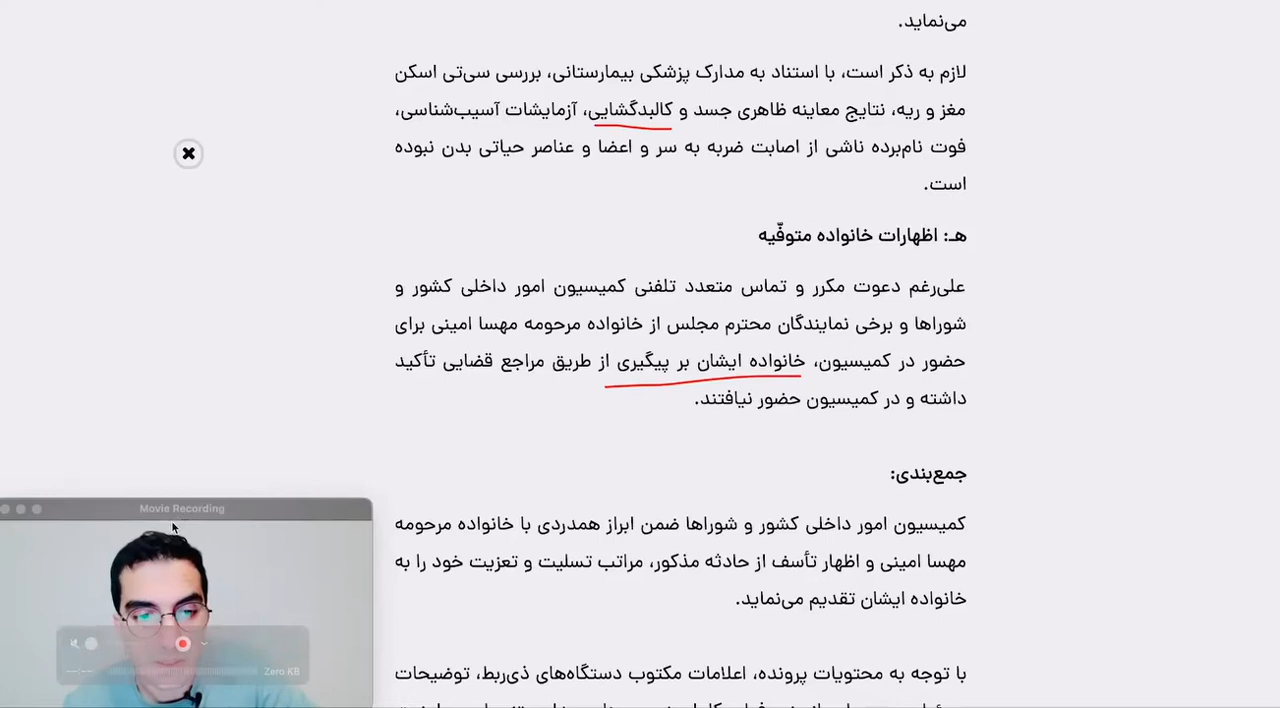 می‌نماید.
لازم به ذکر است، با استناد به مدارک پزشکی بیمارستانی، بررسی سی‌تی اسکن
مغز و ریه، نتایج معاینه ظاهری جسد و کالبدگشایی، آزمایشات آسیب‌شناسی،
فوت نام‌برده ناشی از اصابت ضربه به سر و اعضا و عناصر حیاتی بدن نبوده
است.
هـ: اظهارات خانواده متوفّیه
علی‌رغم دعوت مکرر و تماس متعدد تلفنی کمیسیون امور داخلی کشور و
شوراها و برخی نمایندگان محترم مجلس از خانواده مرحومه مهسا امینی برای
حضور در کمیسیون، خانواده ایشان بر پیگیری از طریق مراجع قضایی تأکید
داشته و در کمیسیون حضور نیافتند.
جمع‌بندی:
کمیسیون امور داخلی کشور و شوراها ضمن ابراز همدردی با خانواده مرحومه
مهسا امینی و اظهار تأسف از حادثه مذکور، مراتب تسلیت و تعزیت خود را به
خانواده ایشان تقدیم می‌نماید.
با توجه به محتویات پرونده، اعلامات مکتوب دستگاه‌های ذی‌ربط، توضیحات
Movie Recording
--:--
Zero KB